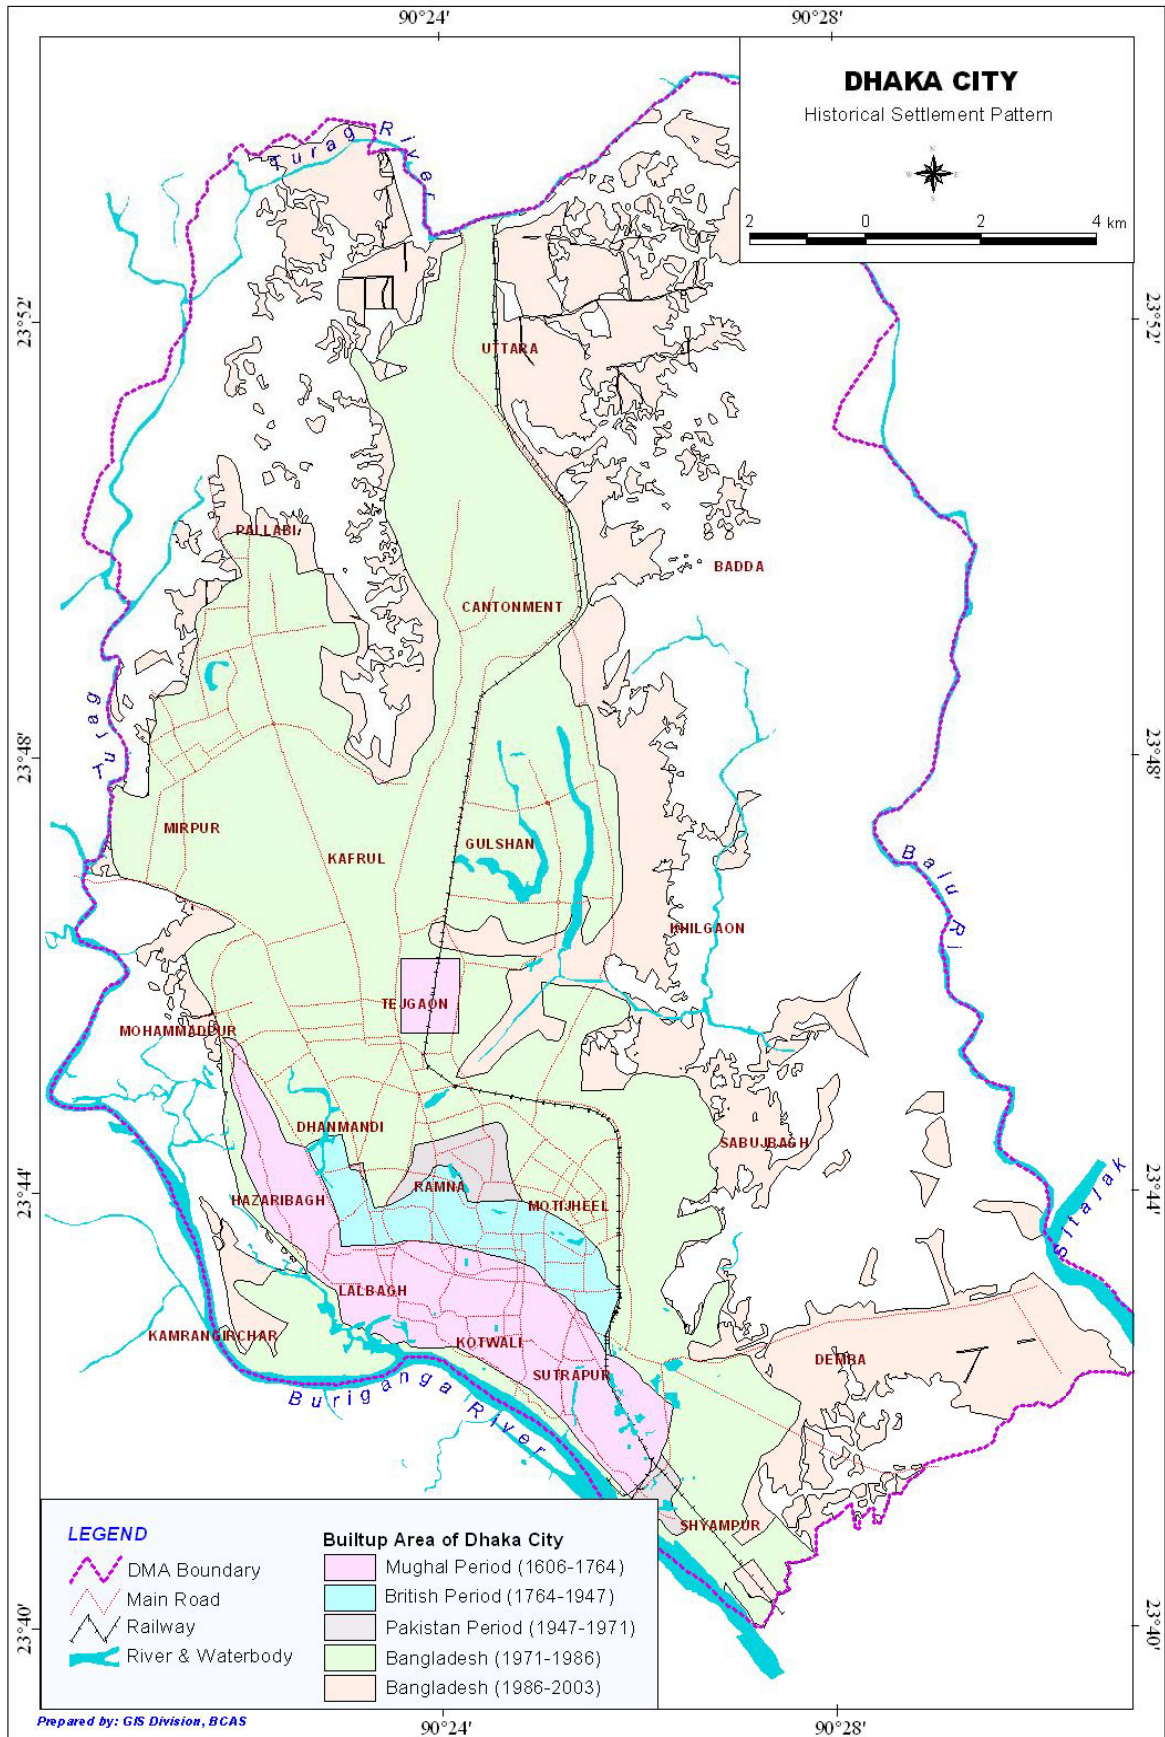 90°24'
90°28'
DHAKA CITY
Historical Settlement Pattern
N
W
E
S
2
0
2
4 km
Turag River
23°52'
23°52'
UTTARA
PALLABI
BADDA
CANTONMENT
Turag
23°48'
23°48'
MIRPUR
KAFRUL
GULSHAN
Balu Ri
KHILGAON
TEJGAON
MOHAMMADPUR
DHANMANDI
SABUJBAGH
23°44'
23°44'
HAZARIBAGH
RAMNA
MOTIJHEEL
Sitalak
LALBAGH
KAMRANGIRCHAR
KOTWALI
SUTRAPUR
DEMBA
Buriganga River
SHYAMPUR
LEGEND
DMA Boundary
Main Road
Railway
River & Waterbody
Builtup Area of Dhaka City
Mughal Period (1606-1764)
British Period (1764-1947)
Pakistan Period (1947-1971)
Bangladesh (1971-1986)
Bangladesh (1986-2003)
23°40'
23°40'
Prepared by: GIS Division, BCAS
90°24'
90°28'